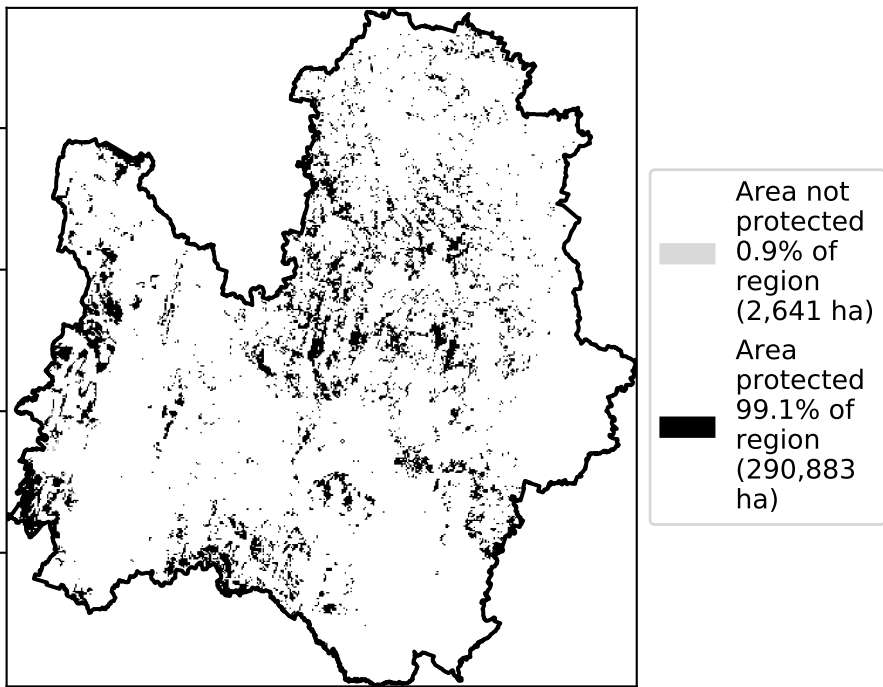 Area not
protected
0.9% of
region
(2,641 ha)
Area
protected
99.1% of
region
(290,883
ha)